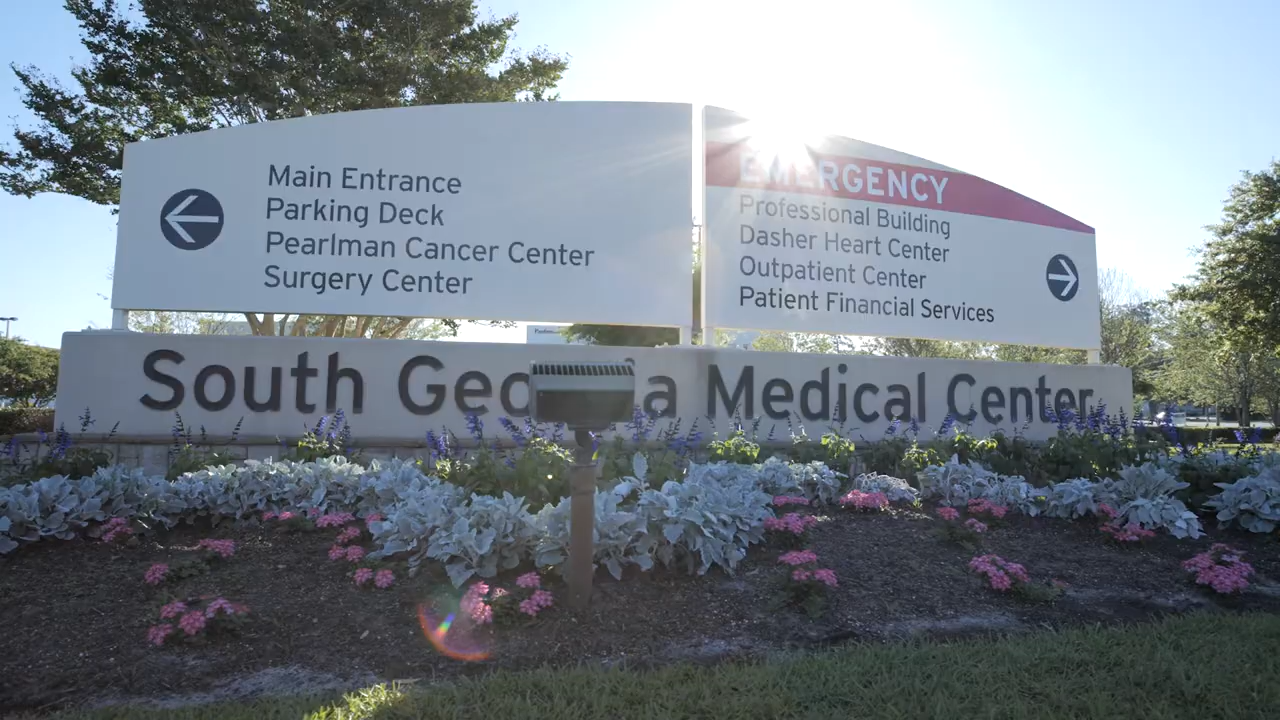 Main Entrance
Parking Deck
Pearlman Cancer Center
Surgery Center
EMERGENCY
Professional Building
Dasher Heart Center
Outpatient Center
Patient Financial Services
South Georgia Medical Center